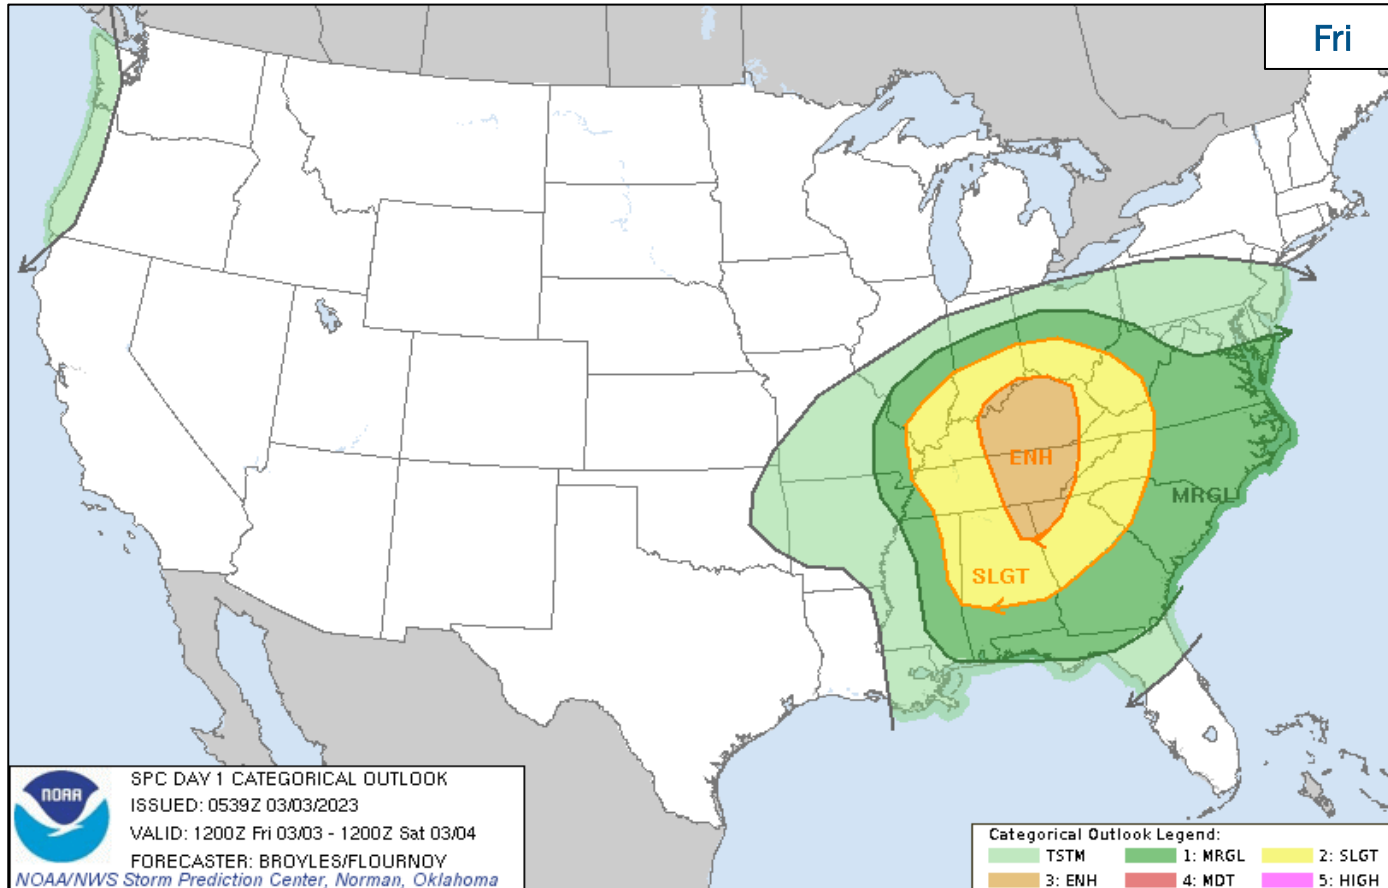 Fri
ENH
MRGL
SLGT
NOAA
SPC DAY 1 CATEGORICAL OUTLOOK
ISSUED: 0539Z 03/03/2023
VALID: 1200Z Fri 03/03 - 1200Z Sat 03/04
FORECASTER: BROYLES/FLOURNOY
NOAA/NWS Storm Prediction Center, Norman, Oklahoma
Categorical Outlook Legend:
TSTM 1: MRGL 2: SLGT
3: ENH 4: MDT 5: HIGH